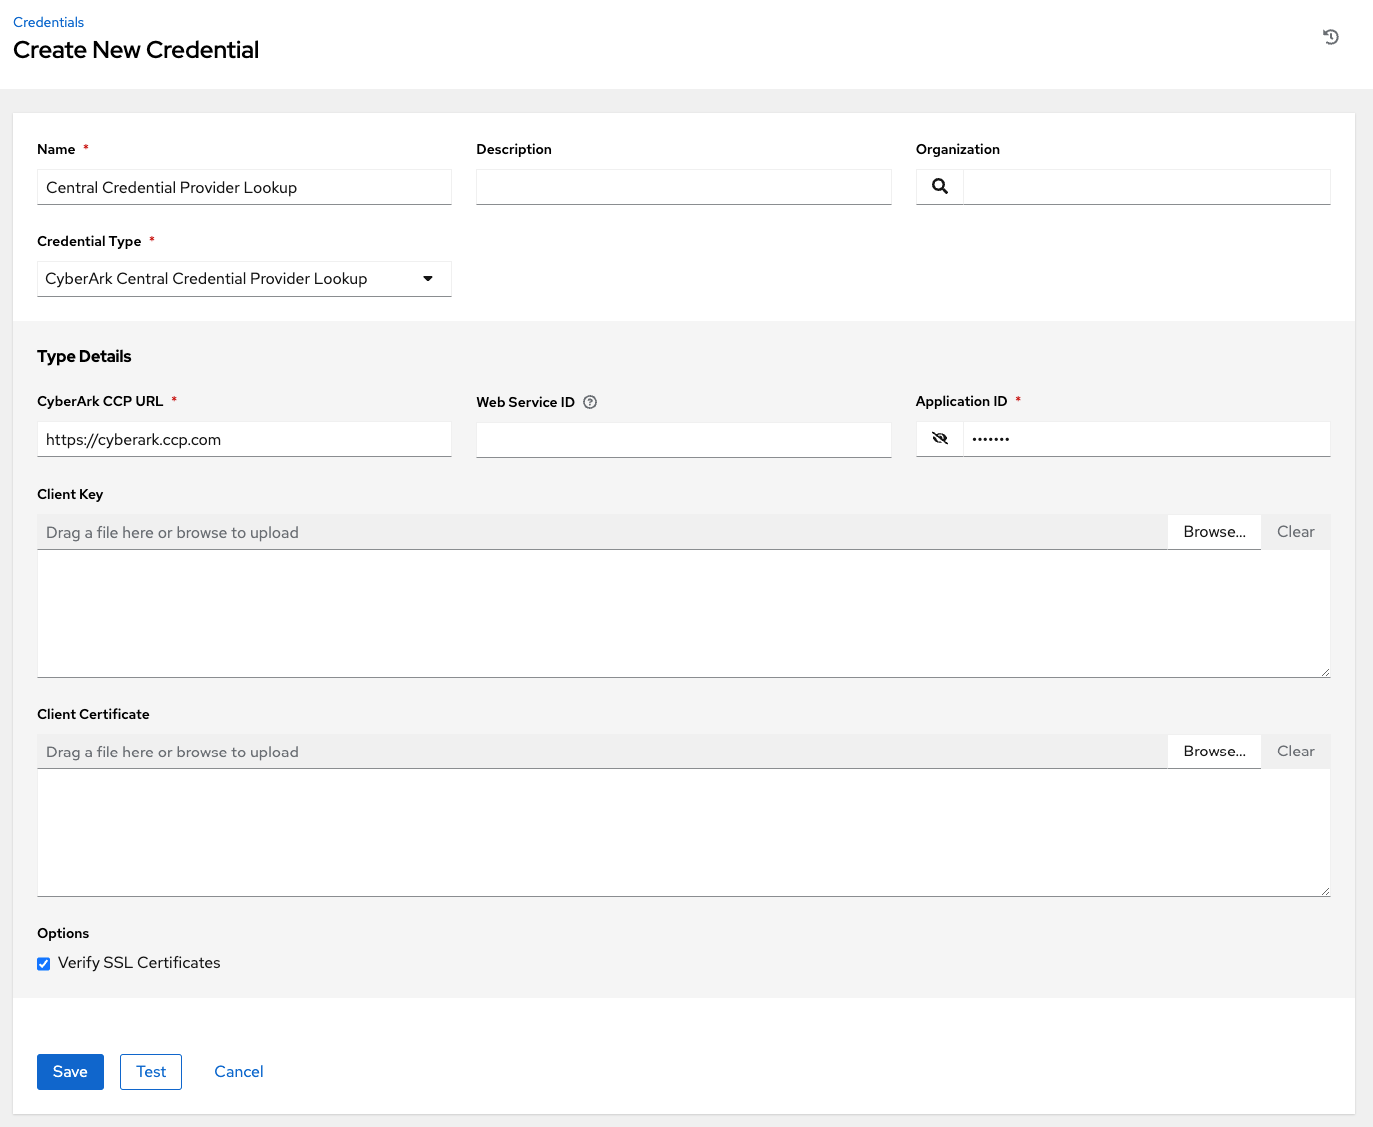 Credentials
Create New Credential
Name *
Description
Organization
Central Credential Provider Lookup
Credential Type *
CyberArk Central Credential Provider Lookup
Type Details
CyberArk CCP URL *
Web Service ID
Application ID *
https://cyberark.ccp.com
•••••••
Client Key
Drag a file here or browse to upload
Browse...
Clear
Client Certificate
Drag a file here or browse to upload
Browse...
Clear
Options
Verify SSL Certificates
Save
Test
Cancel